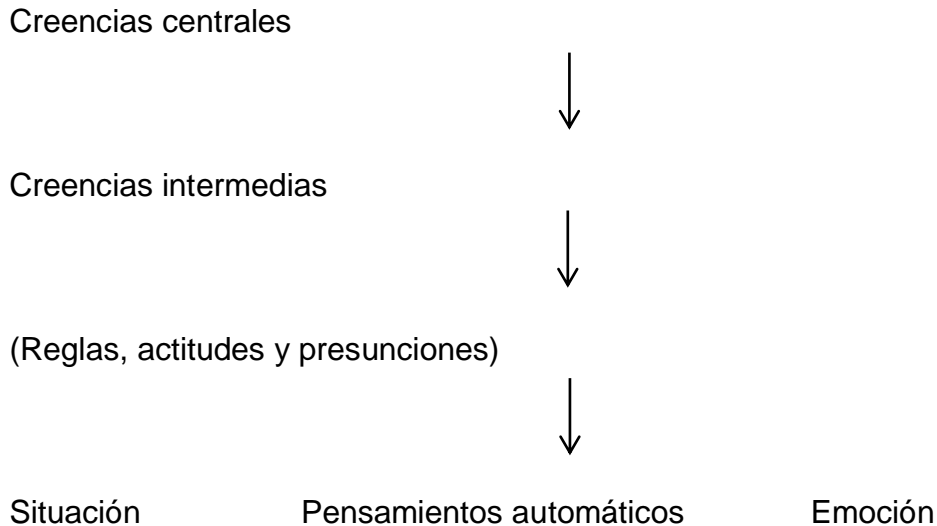 Creencias centrales
Creencias intermedias
(Reglas, actitudes y presunciones)
Situación Pensamientos automáticos Emoción